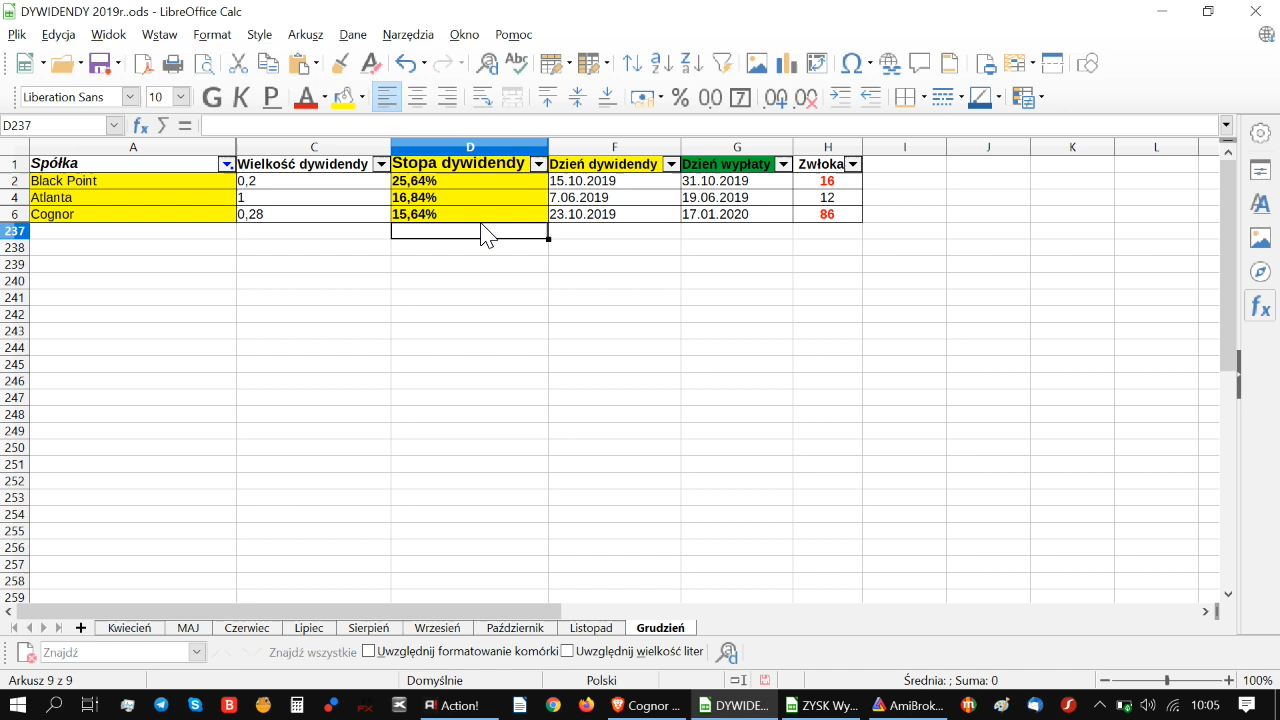 DYWIDENDY 2019r..ods - LibreOffice Calc
Plik Edycja Widok Wstaw Format Style Arkusz Dane Narzędzia Okno Pomoc
Liberation Sans 10 G K P
D237
A C D F G H I J K L
1 Spółka Wielkość dywidendy Stopa dywidendy Dzień dywidendy Dzień wypłaty Zwłoka
2 Black Point 0,2 25,64% 15.10.2019 31.10.2019 16
4 Atlanta 1 16,84% 7.06.2019 19.06.2019 12
6 Cognor 0,28 15,64% 23.10.2019 17.01.2020 86
237
238
239
240
241
242
243
244
245
246
247
248
249
250
251
252
253
254
255
256
257
258
259
Kwiecień MAJ Czerwiec Lipiec Sierpień Wrzesień Październik Listopad Grudzień
Znajdź Znajdź wszystkie Uwzględnij formatowanie komórki Uwzględnij wielkość liter
Arkusz 9 z 9 Domyślnie Polski Średnia: ; Suma: 0 100%
Action! Cognor ... DYWIDE... ZYSK Wy... AmiBrok... 10:05